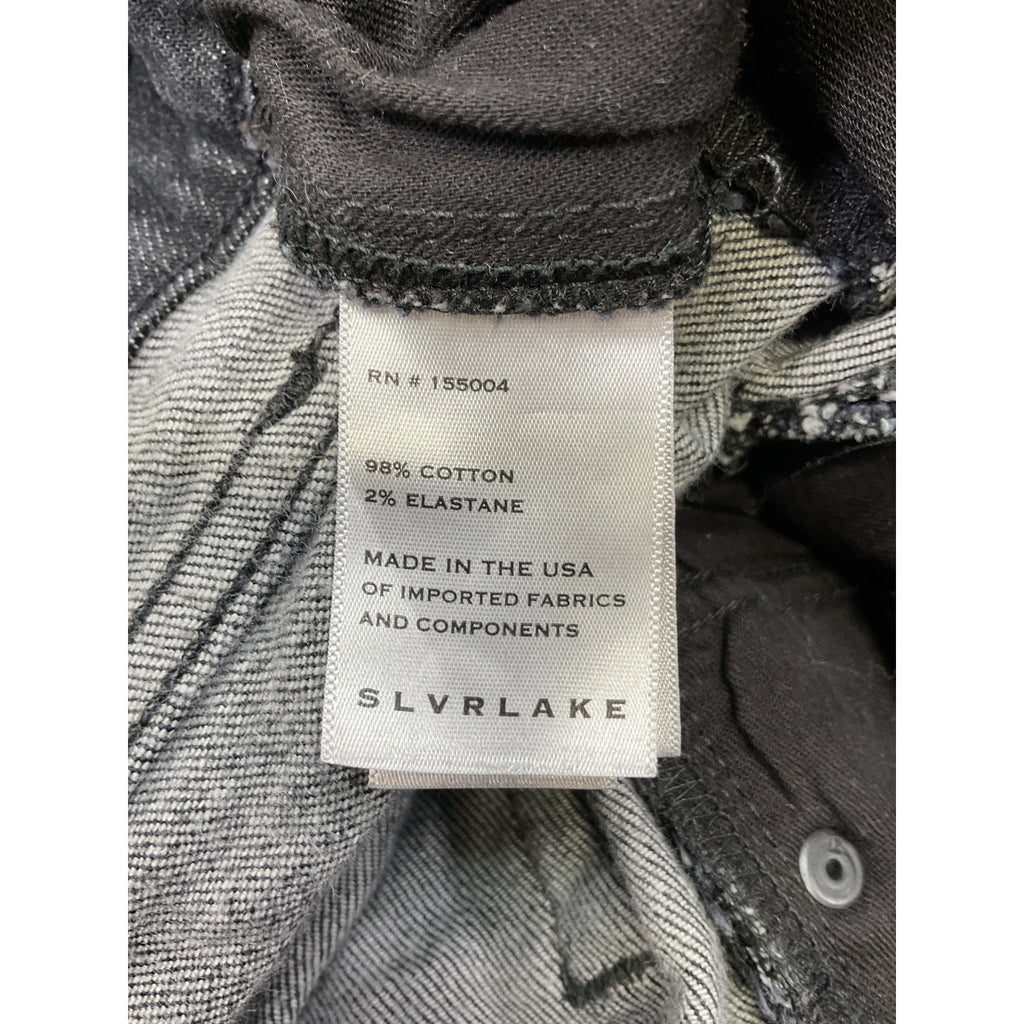 RN # 155004
98% COTTON
2% ELASTANE
MADE IN THE USA
OF IMPORTED FABRICS
AND COMPONENTS
SLVRLAKE